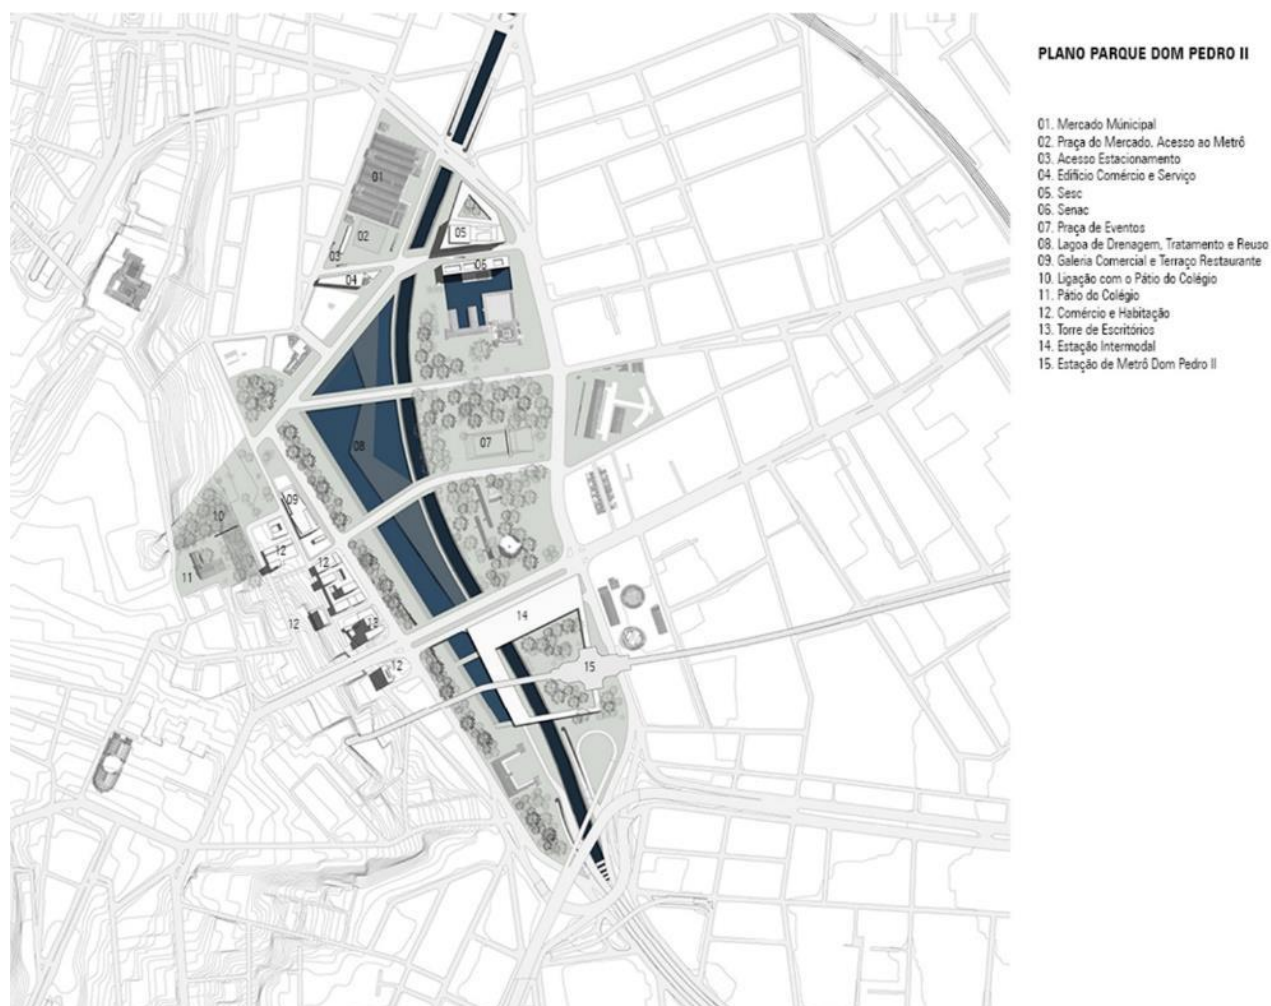 PLANO PARQUE DOM PEDRO II
01. Mercado Múnicipal
02. Praça do Mercado. Acesso ao Metrô
03. Acesso Estacionamento
04. Edifício Comércio e Serviço
05. Sesc
06. Senac
07. Praça de Eventos
08. Lagoa de Drenagem, Tratamento e Reuso
09. Galeria Comercial e Terraço Restaurante
10. Ligação com o Pátio do Colégio
11. Pátio do Colégio
12. Comércio e Habitação
13. Torre de Escritórios
14. Estação Intermodal
15. Estação de Metrô Dom Pedro II
01
02
05
03
06
04
07
08
09
10
12
12
11
14
12
12
12
15